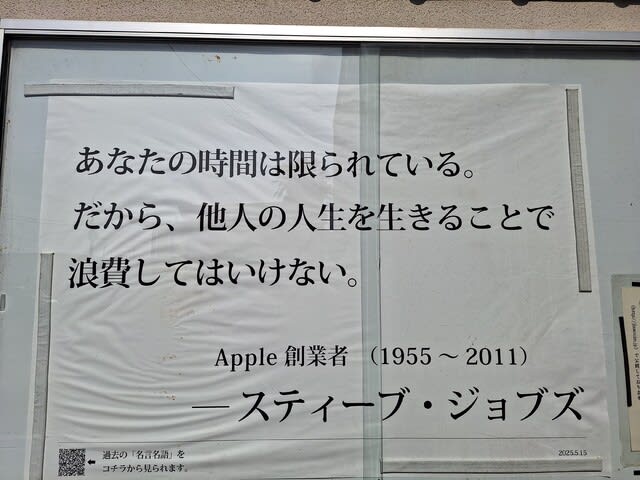 あなたの時間は限られている。
だから、他人の人生を生きることで
浪費してはいけない。
Apple 創業者 （1955 〜 2011）
― スティーブ・ジョブズ
過去の「名言名語」を
コチラから見られます。
2025.5.15